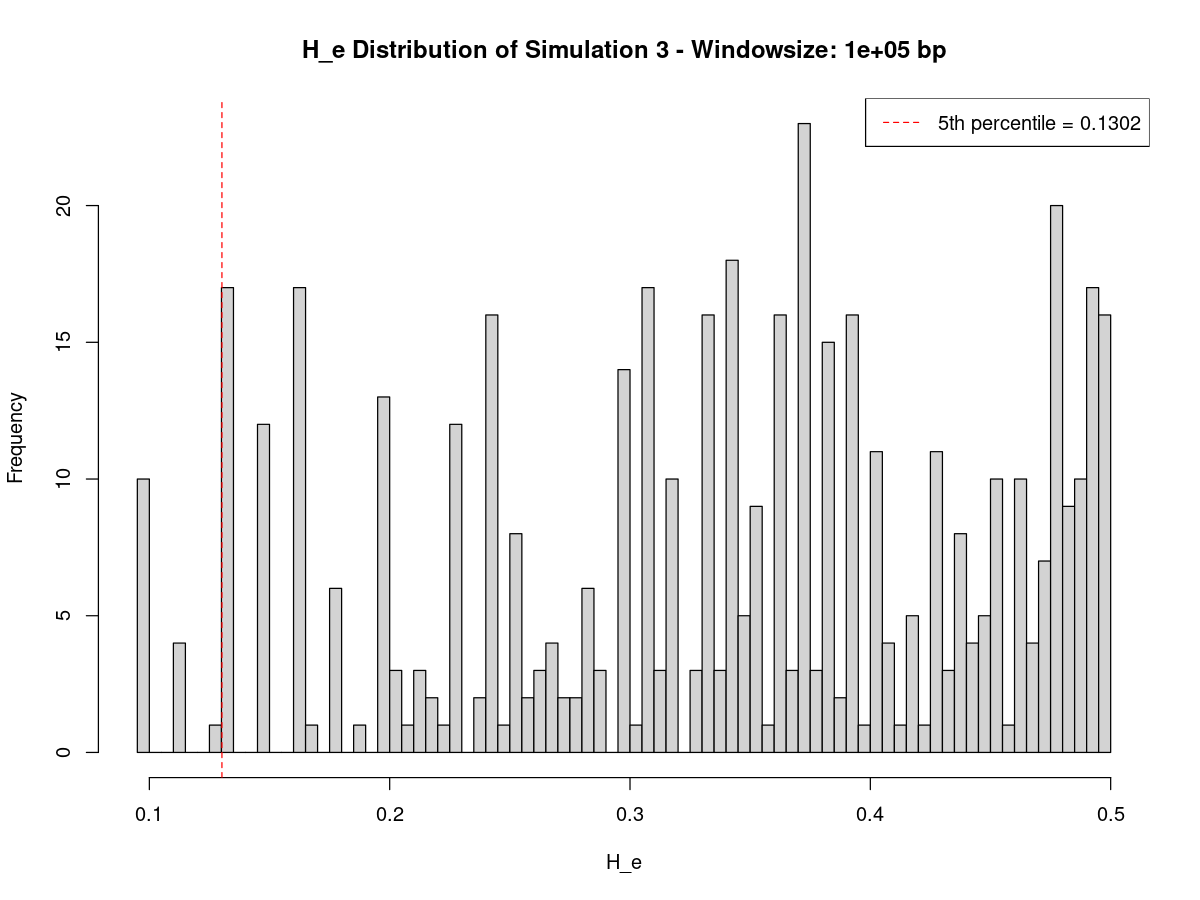 H_e Distribution of Simulation 3 - Windowsize: 1e+05 bp
5th percentile = 0.1302
Frequency
20
15
10
5
0
0.1 0.2 0.3 0.4 0.5
H_e